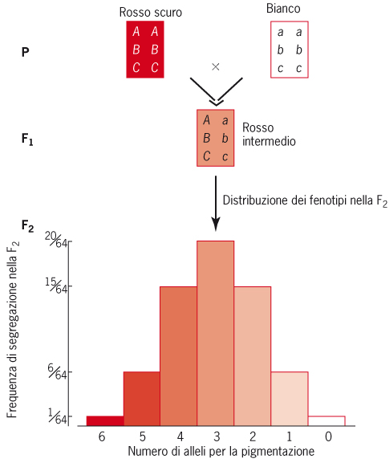 Rosso scuro
Bianco
P
A A
B B
C C
×
a a
b b
c c
F1
A a
B b
C c
Rosso
intermedio
Distribuzione dei fenotipi nella F2
F2
Frequenza di segregazione nella F2
20/64
15/64
6/64
1/64
6 5 4 3 2 1 0
Numero di alleli per la pigmentazione